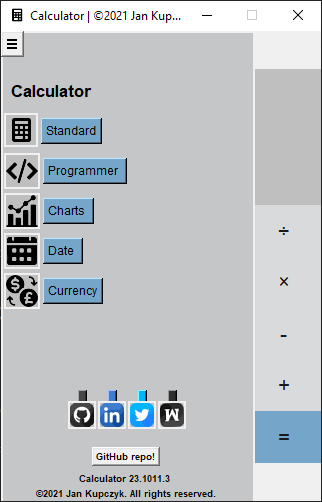 Calculator | ©2021 Jan Kupc...
Calculator
Standard
Programmer
Charts
Date
Currency
÷
×
-
+
=
GitHub repo!
Calculator 23.1011.3
©2021 Jan Kupczyk. All rights reserved.